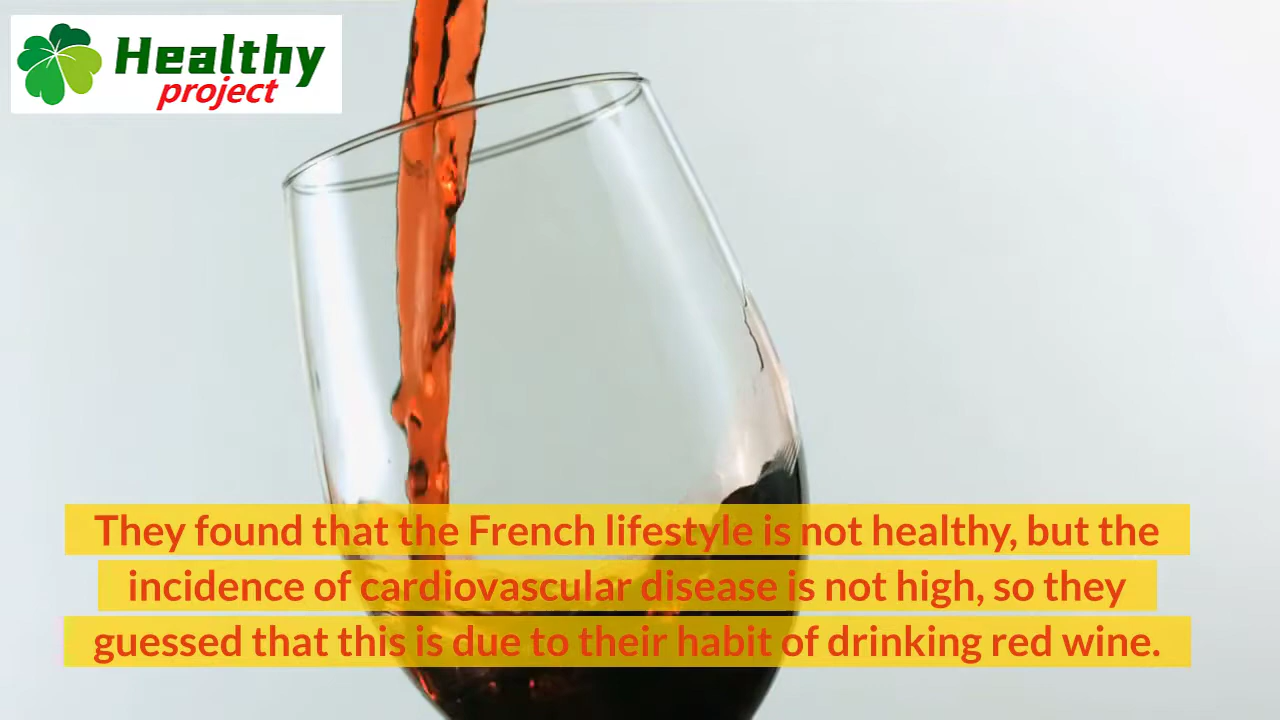 Healthy
project
They found that the French lifestyle is not healthy, but the
incidence of cardiovascular disease is not high, so they
guessed that this is due to their habit of drinking red wine.